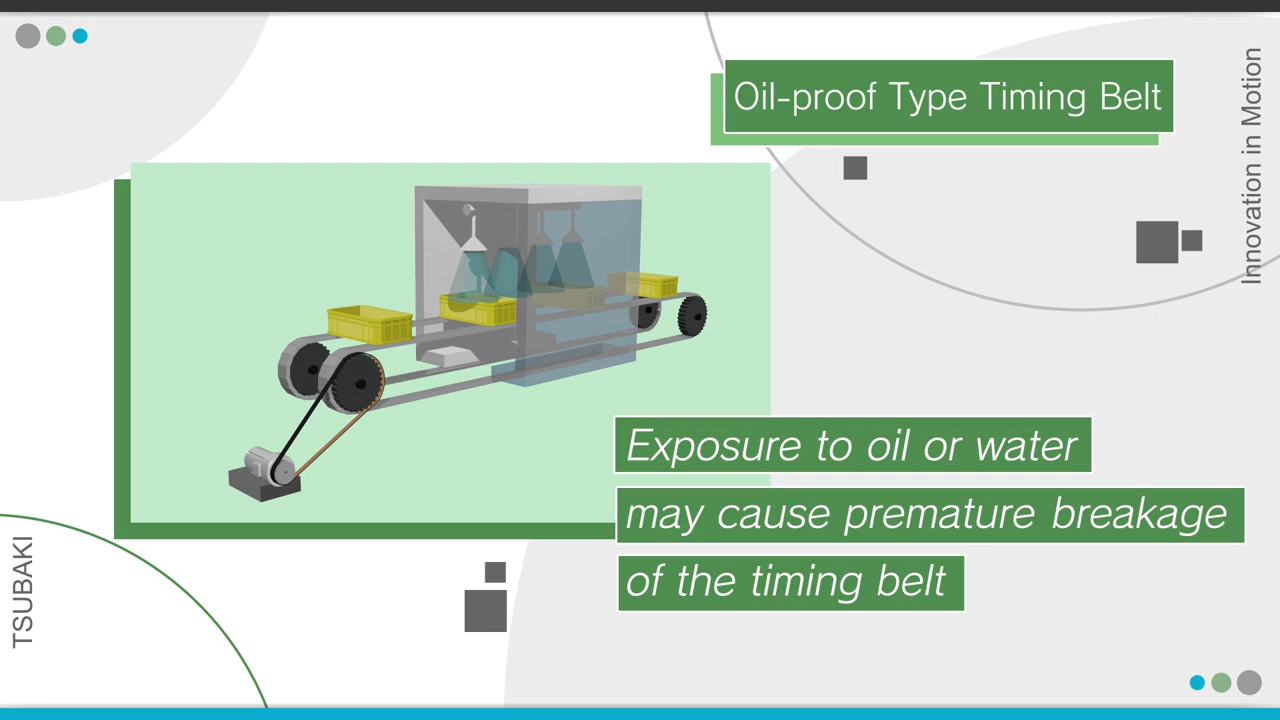 Oil-proof Type Timing Belt
Innovation in Motion
Exposure to oil or water
may cause premature breakage
of the timing belt
TSUBAKI